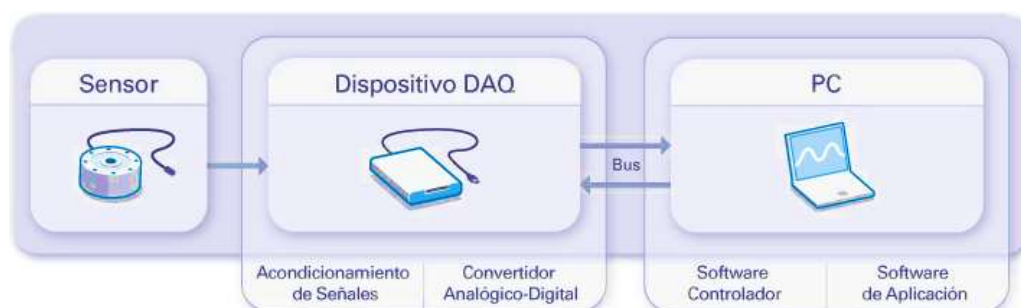 Sensor
Dispositivo DAQ
PC
Bus
Acondicionamiento
de Señales
Convertidor
Analógico-Digital
Software
Controlador
Software
de Aplicación